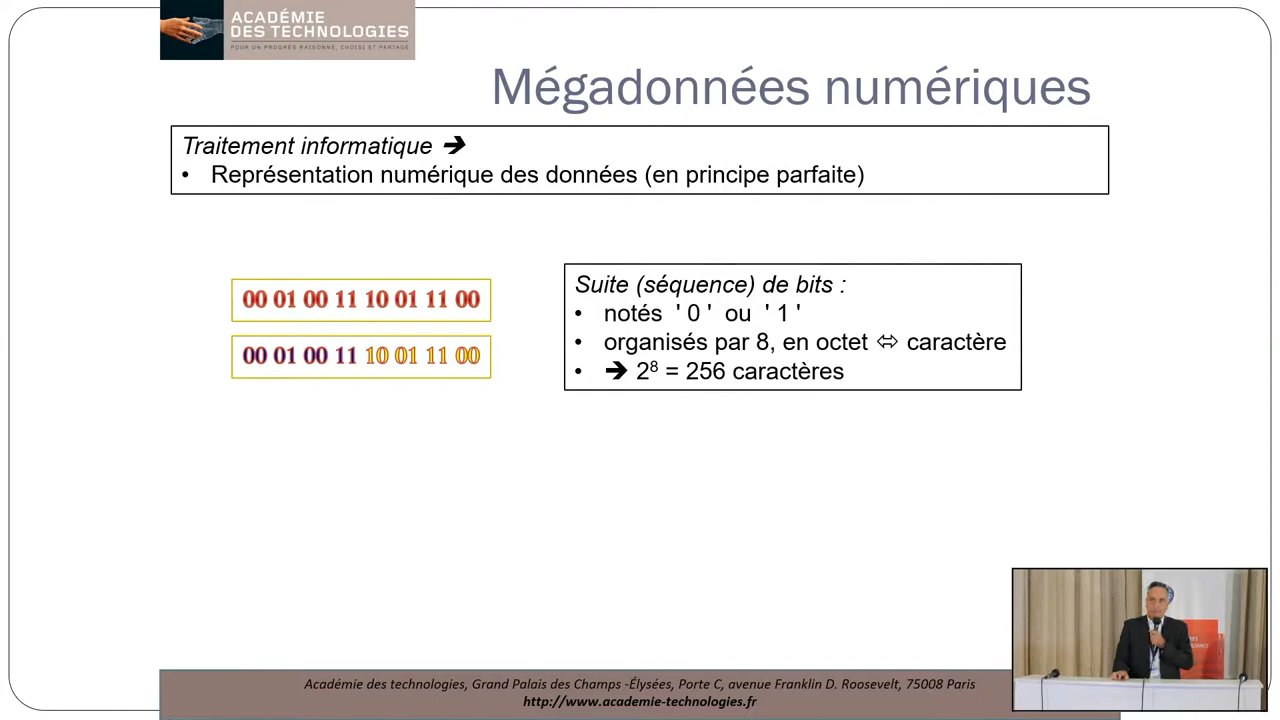 ACADÉMIE
DES TECHNOLOGIES
POUR UN PROGRÈS RAISONNÉ, CHOISI ET PARTAGÉ
Mégadonnées numériques
Traitement informatique ➔
• Représentation numérique des données (en principe parfaite)
00 01 00 11 10 01 11 00
00 01 00 11 10 01 11 00
Suite (séquence) de bits :
• notés ' 0 ' ou ' 1 '
• organisés par 8, en octet ⬄ caractère
• ➔ 2⁸ = 256 caractères
Académie des technologies, Grand Palais des Champs -Élysées, Porte C, avenue Franklin D. Roosevelt, 75008 Paris
http://www.academie-technologies.fr